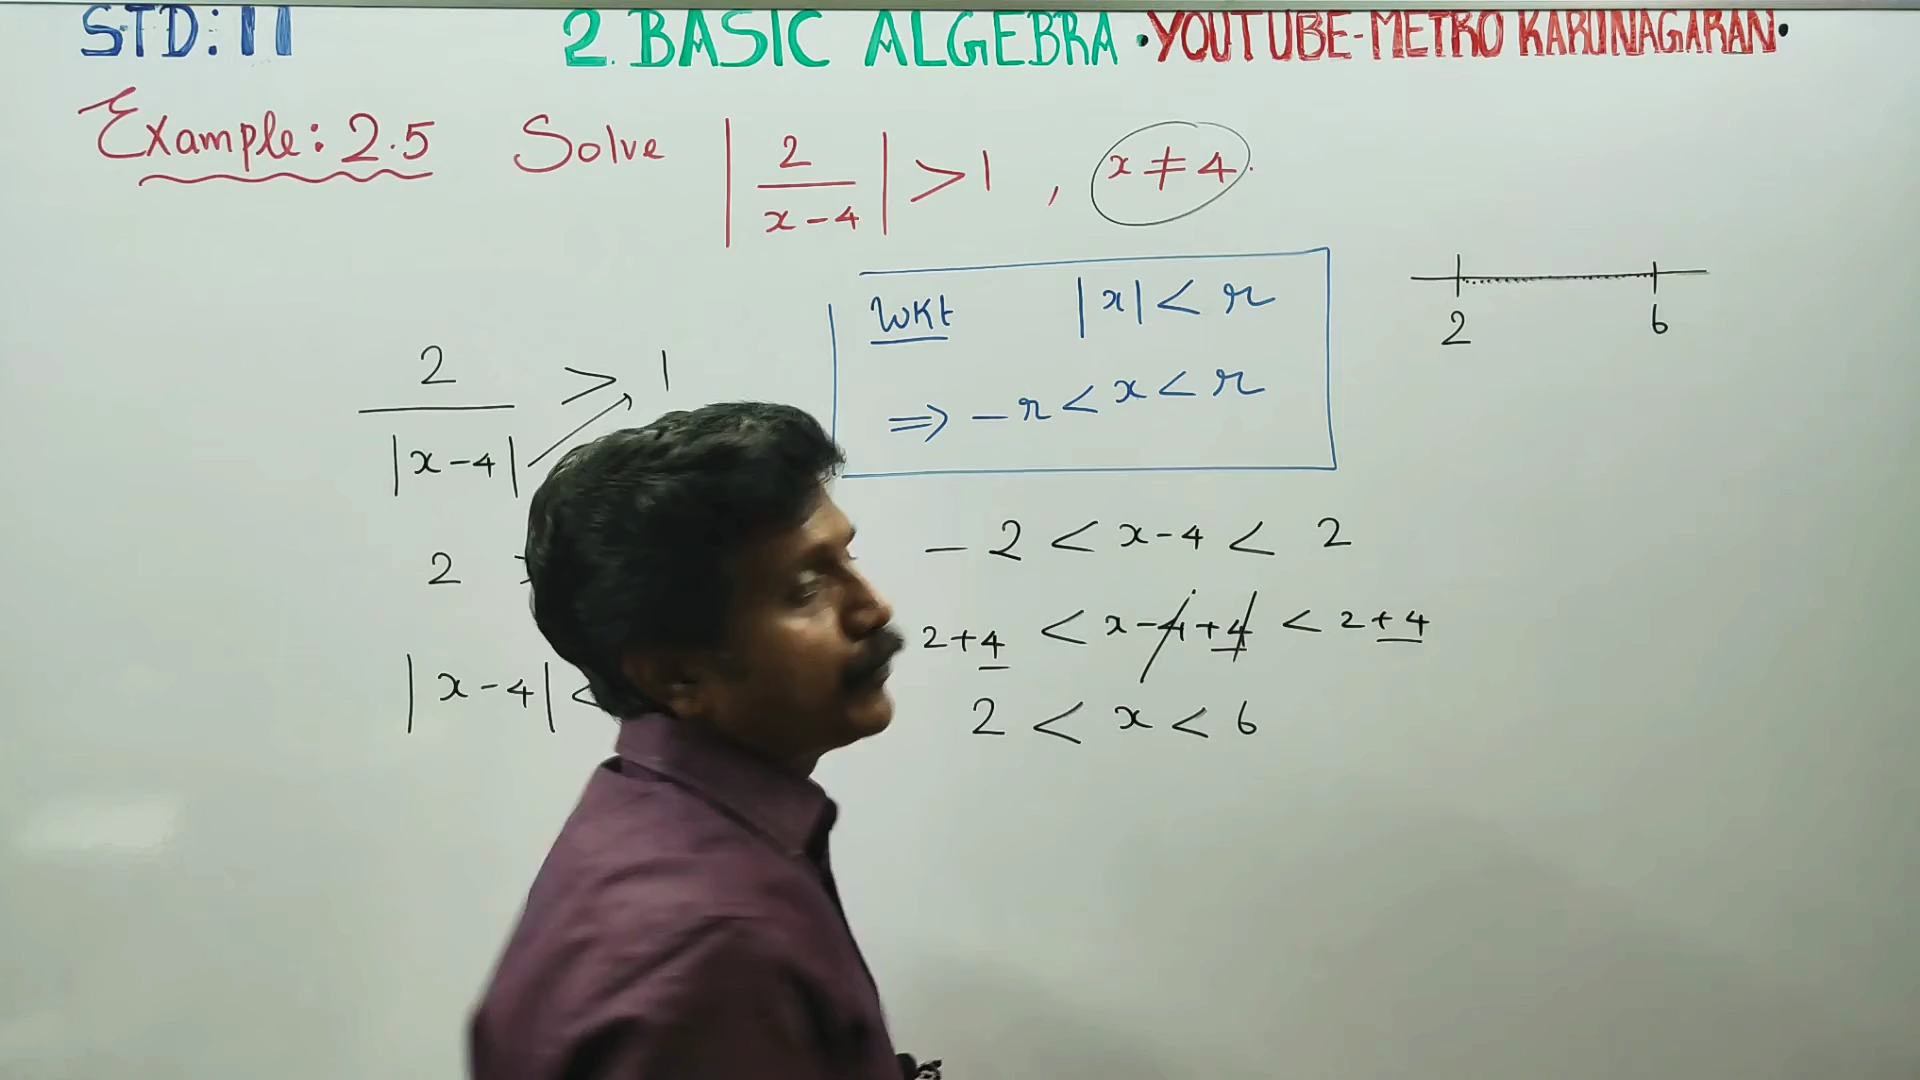 STD: 11 2. BASIC ALGEBRA • YOUTUBE-METRO KARUNAGARAN •
Example: 2.5 Solve | 2 / (x-4) | > 1 , x ≠ 4.
WKt |x| < r
⇒ -r < x < r
2 6
2 / |x-4| > 1
2
|x-4| <
-2 < x-4 < 2
2+4 < x-4+4 < 2+4
2 < x < 6